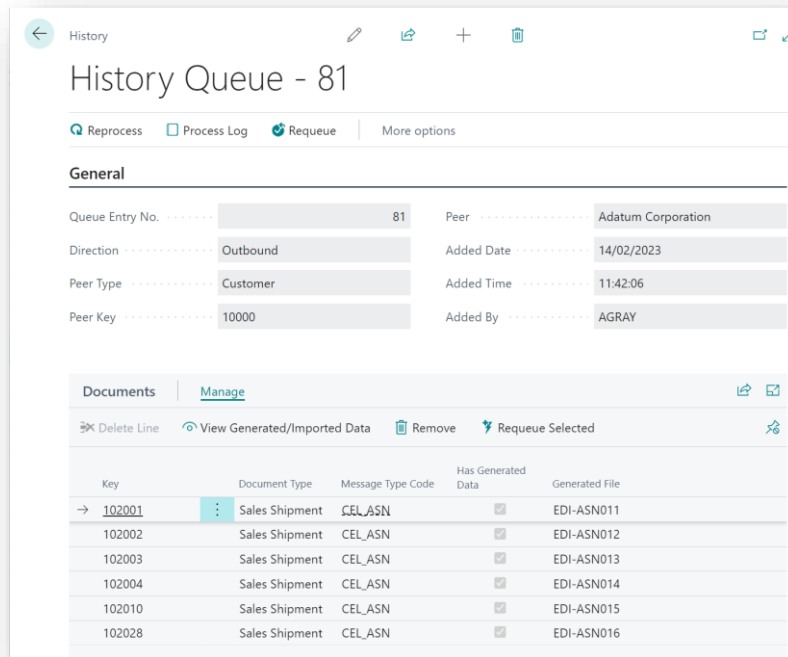 History
History Queue - 81
Reprocess Process Log Requeue More options
General
Queue Entry No. 81 Peer Adatum Corporation
Direction Outbound Added Date 14/02/2023
Peer Type Customer Added Time 11:42:06
Peer Key 10000 Added By AGRAY
Documents Manage
Delete Line View Generated/Imported Data Remove Requeue Selected
Key Document Type Message Type Code Has Generated Data Generated File
102001 Sales Shipment CEL_ASN EDI-ASN011
102002 Sales Shipment CEL_ASN EDI-ASN012
102003 Sales Shipment CEL_ASN EDI-ASN013
102004 Sales Shipment CEL_ASN EDI-ASN014
102010 Sales Shipment CEL_ASN EDI-ASN015
102028 Sales Shipment CEL_ASN EDI-ASN016